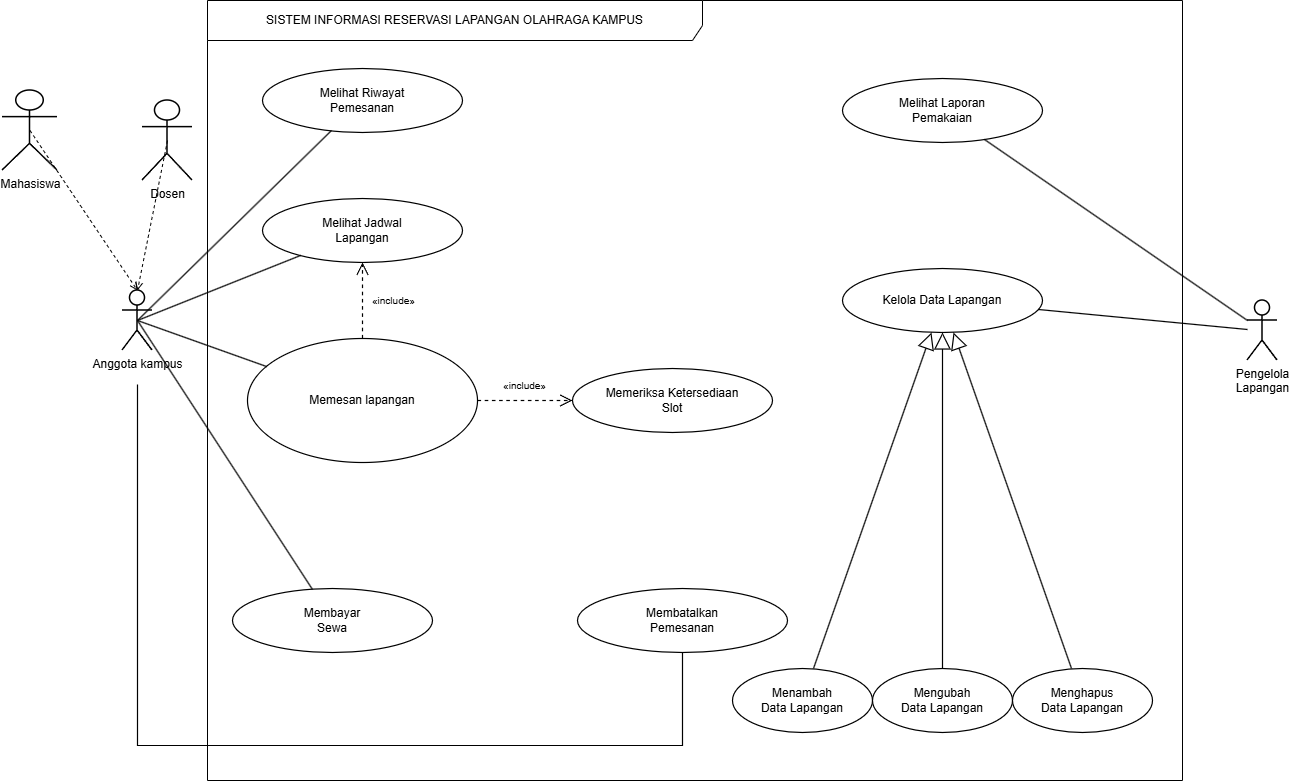 SISTEM INFORMASI RESERVASI LAPANGAN OLAHRAGA KAMPUS
Melihat Riwayat
Pemesanan
Melihat Laporan
Pemakaian
Mahasiswa
Dosen
Melihat Jadwal
Lapangan
«include»
Kelola Data Lapangan
Anggota kampus
Pengelola
Lapangan
Memesan lapangan
«include»
Memeriksa Ketersediaan
Slot
Membayar
Sewa
Membatalkan
Pemesanan
Menambah
Data Lapangan
Mengubah
Data Lapangan
Menghapus
Data Lapangan